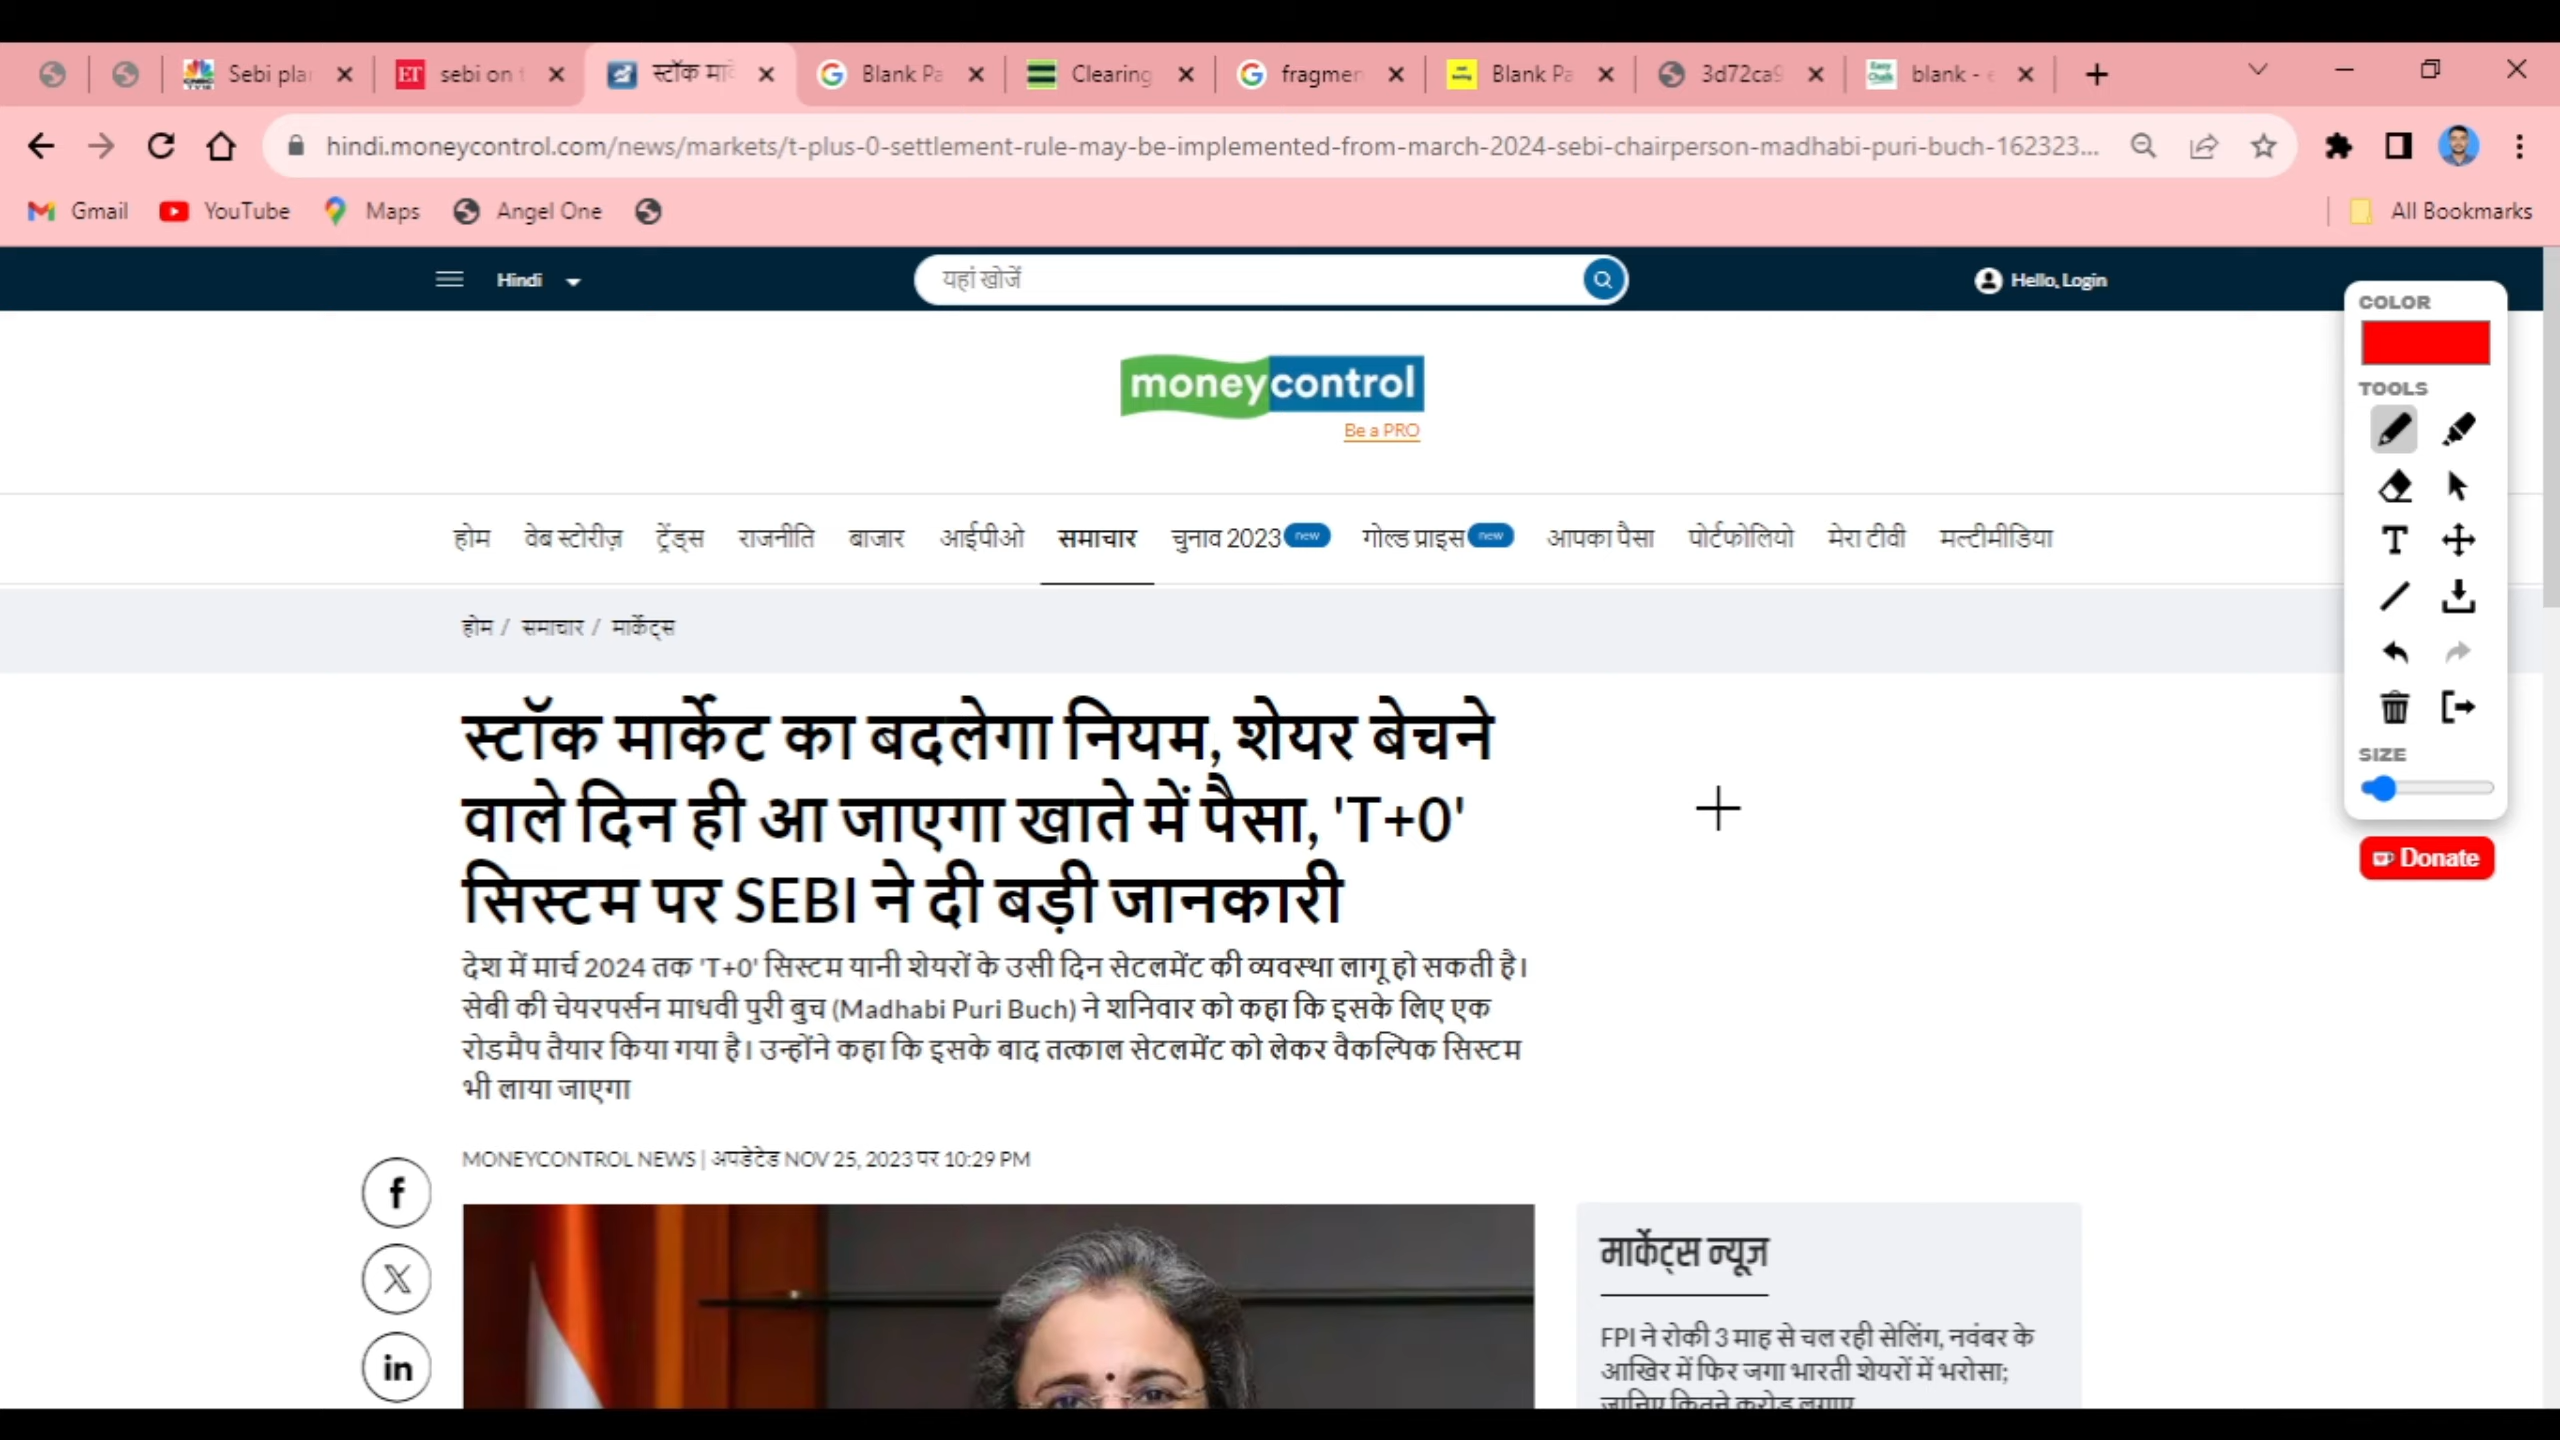 Sebi pla
sebi on t
स्टॉक मा
Blank Pa
Clearing
fragmen
Blank Pa
3d72ca9
blank - e
hindi.moneycontrol.com/news/markets/t-plus-0-settlement-rule-may-be-implemented-from-march-2024-sebi-chairperson-madhabi-puri-buch-162323...
Gmail
YouTube
Maps
Angel One
All Bookmarks
Hindi
यहां खोजें
Hello, Login
moneycontrol
Be a PRO
होम वेब स्टोरीज़ ट्रेंड्स राजनीति बाजार आईपीओ समाचार चुनाव 2023 new गोल्ड प्राइस new आपका पैसा पोर्टफोलियो मेरा टीवी मल्टीमीडिया
होम / समाचार / मार्केट्स
स्टॉक मार्केट का बदलेगा नियम, शेयर बेचने
वाले दिन ही आ जाएगा खाते में पैसा, 'T+0'
सिस्टम पर SEBI ने दी बड़ी जानकारी
देश में मार्च 2024 तक 'T+0' सिस्टम यानी शेयरों के उसी दिन सेटलमेंट की व्यवस्था लागू हो सकती है।
सेबी की चेयरपर्सन माधवी पुरी बुच (Madhabi Puri Buch) ने शनिवार को कहा कि इसके लिए एक
रोडमैप तैयार किया गया है। उन्होंने कहा कि इसके बाद तत्काल सेटलमेंट को लेकर वैकल्पिक सिस्टम
भी लाया जाएगा
MONEYCONTROL NEWS | अपडेटेड NOV 25, 2023 पर 10:29 PM
मार्केट्स न्यूज़
FPI ने रोकी 3 माह से चल रही सेलिंग, नवंबर के
आखिर में फिर जगा भारती शेयरों में भरोसा;
COLOR
TOOLS
SIZE
Donate